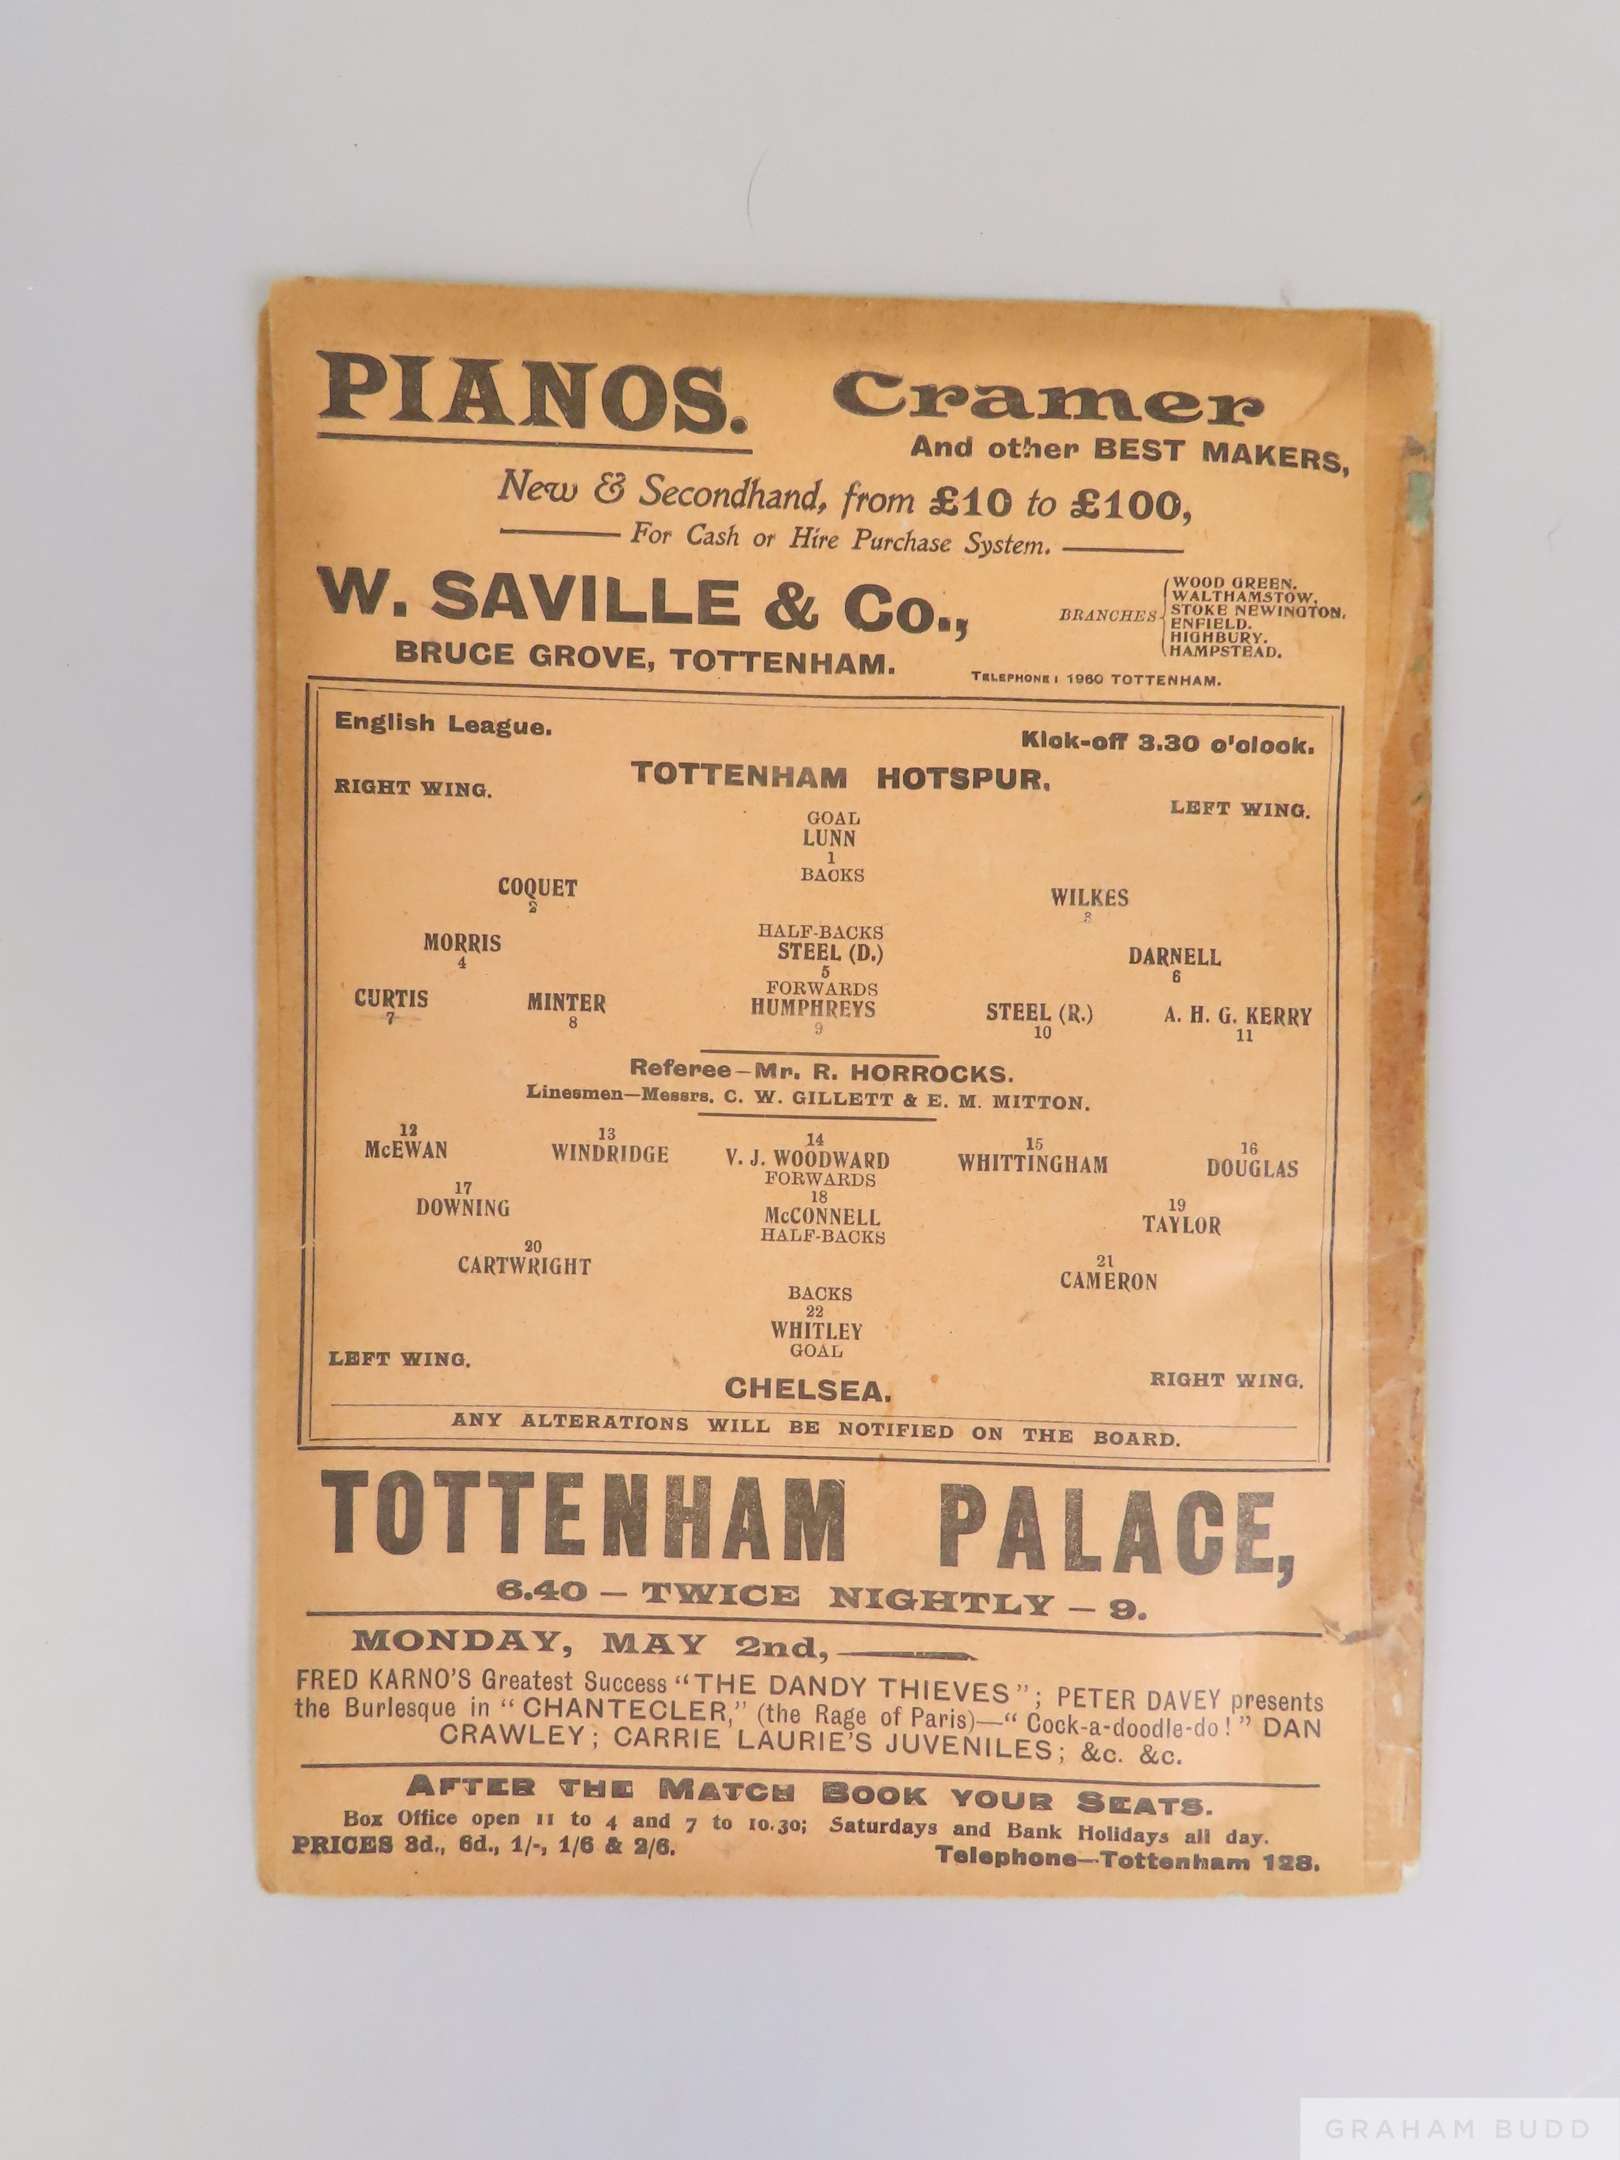 PIANOS. Cramer
And other BEST MAKERS,
New & Secondhand, from £10 to £100,
For Cash or Hire Purchase System.
W. SAVILLE & Co.,
BRUCE GROVE, TOTTENHAM.
BRANCHES
WOOD GREEN.
WALTHAMSTOW.
STOKE NEWINGTON.
ENFIELD.
HIGHBURY.
HAMPSTEAD.
TELEPHONE: 1960 TOTTENHAM.
English League. Kick-off 3.30 o'clock.
TOTTENHAM HOTSPUR.
RIGHT WING. LEFT WING.
GOAL
LUNN
1
BACKS
COQUET WILKES
2 3
HALF-BACKS
MORRIS STEEL (D.) DARNELL
4 5 6
FORWARDS
CURTIS MINTER HUMPHREYS STEEL (R.) A. H. G. KERRY
7 8 9 10 11
Referee—Mr. R. HORROCKS.
Linesmen—Messrs. C. W. GILLETT & E. M. MITTON.
12 13 14 15 16
McEWAN WINDRIDGE V. J. WOODWARD WHITTINGHAM DOUGLAS
FORWARDS
17 18 19
DOWNING McCONNELL TAYLOR
HALF-BACKS
20 21
CARTWRIGHT CAMERON
BACKS
22
WHITLEY
GOAL
LEFT WING. RIGHT WING.
CHELSEA.
ANY ALTERATIONS WILL BE NOTIFIED ON THE BOARD.
TOTTENHAM PALACE,
6.40 — TWICE NIGHTLY — 9.
MONDAY, MAY 2nd,
FRED KARNO'S Greatest Success "THE DANDY THIEVES"; PETER DAVEY presents
the Burlesque in "CHANTECLER," (the Rage of Paris)—"Cock-a-doodle-do!" DAN
CRAWLEY; CARRIE LAURIE'S JUVENILES; &c. &c.
AFTER THE MATCH BOOK YOUR SEATS.
Box Office open 11 to 4 and 7 to 10.30; Saturdays and Bank Holidays all day.
PRICES 3d., 6d., 1/-, 1/6 & 2/6. Telephone—Tottenham 128.
GRAHAM BUDD